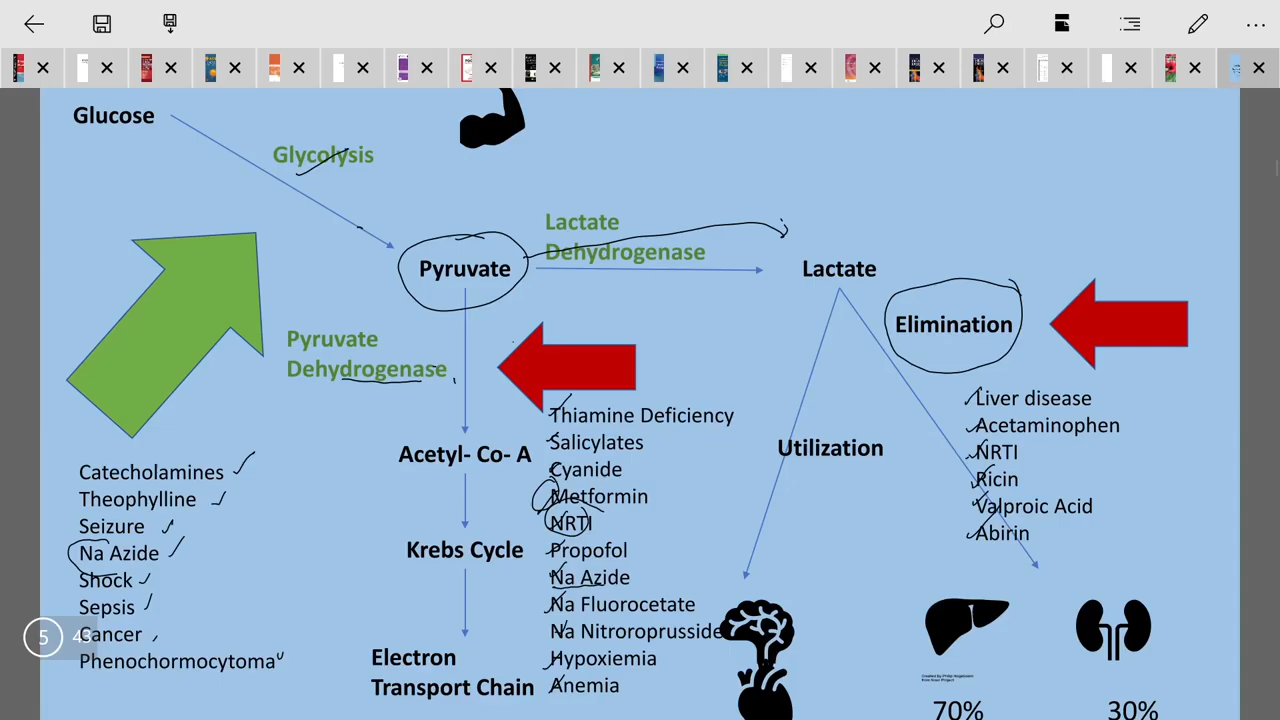 Glucose
Glycolysis
Lactate
Dehydrogenase
Pyruvate
Lactate
Elimination
Pyruvate
Dehydrogenase
Liver disease
Acetaminophen
NRTI
Ricin
Valproic Acid
Abirin
Thiamine Deficiency
Salicylates
Cyanide
Metformin
NRTI
Propofol
Na Azide
Na Fluorocetate
Na Nitroroprusside
Hypoxiemia
Anemia
Utilization
Acetyl- Co- A
Krebs Cycle
Electron
Transport Chain
Catecholamines
Theophylline
Seizure
Na Azide
Shock
Sepsis
Cancer
Phenochormocytoma
5
43
70%
30%